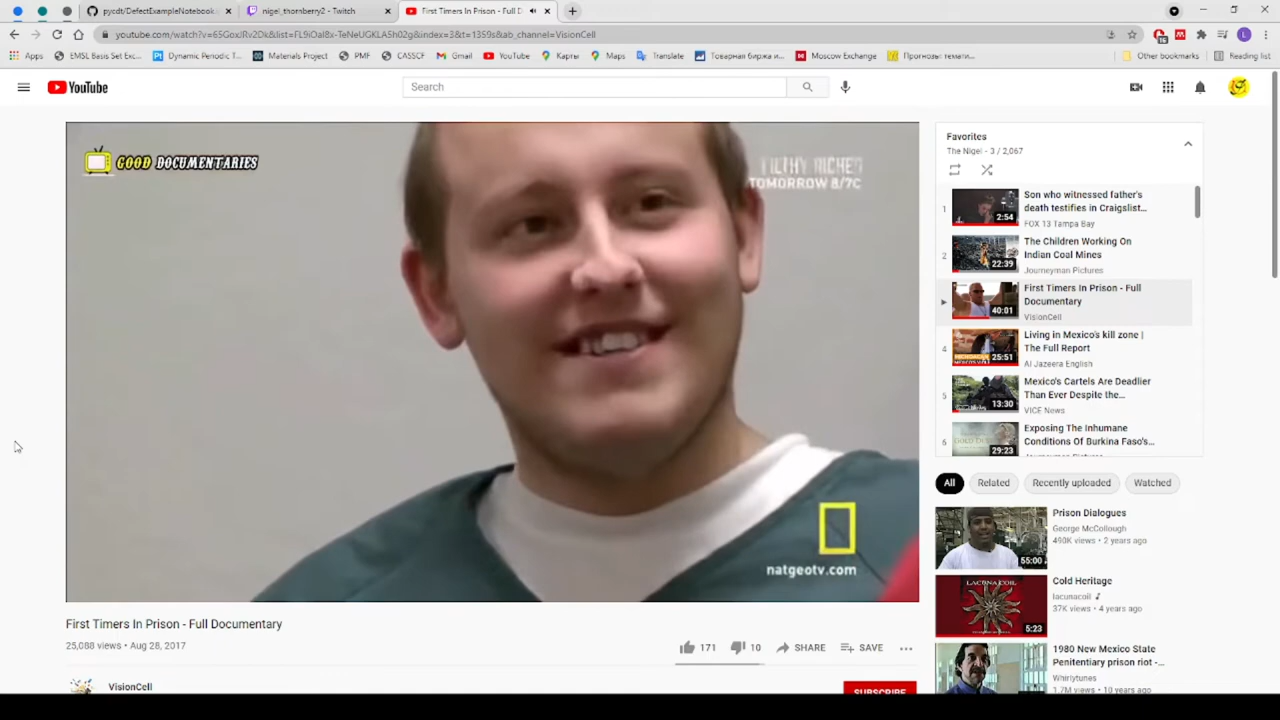 pycdt/DefectExampleNotebook.
nigel_thornberry2 - Twitch
First Timers In Prison - Full D
youtube.com/watch?v=65GoxJRv2Dk&list=FL9iOaI8x-TeNeUGKLA5h02g&index=3&t=1359s&ab_channel=VisionCell
Apps
EMSL Basis Set Exc...
Dynamic Periodic T...
Materials Project
PMF
CASSCF
Gmail
YouTube
Карты
Maps
Translate
Товарная биржа и...
Moscow Exchange
Прогнозы темати...
Other bookmarks
Reading list
YouTube
Search
GOOD DOCUMENTARIES
FILTHY RICHES
TOMORROW 8/7C
natgeotv.com
First Timers In Prison - Full Documentary
25,088 views • Aug 28, 2017
171
10
SHARE
SAVE
VisionCell
SUBSCRIBE
Favorites
The Nigel - 3 / 2,067
1
2:54
Son who witnessed father's
death testifies in Craigslist...
FOX 13 Tampa Bay
2
22:39
The Children Working On
Indian Coal Mines
Journeyman Pictures
40:01
First Timers In Prison - Full
Documentary
VisionCell
4
25:51
Living in Mexico's kill zone |
The Full Report
Al Jazeera English
5
13:30
Mexico's Cartels Are Deadlier
Than Ever Despite the...
VICE News
6
29:23
Exposing The Inhumane
Conditions Of Burkina Faso's...
Journeyman Pictures
All
Related
Recently uploaded
Watched
55:00
Prison Dialogues
George McCollough
490K views • 2 years ago
LACUNA COIL
5:23
Cold Heritage
lacunacoil
37K views • 4 years ago
1980 New Mexico State
Penitentiary prison riot -...
Whirlytunes
1.7M views • 10 years ago